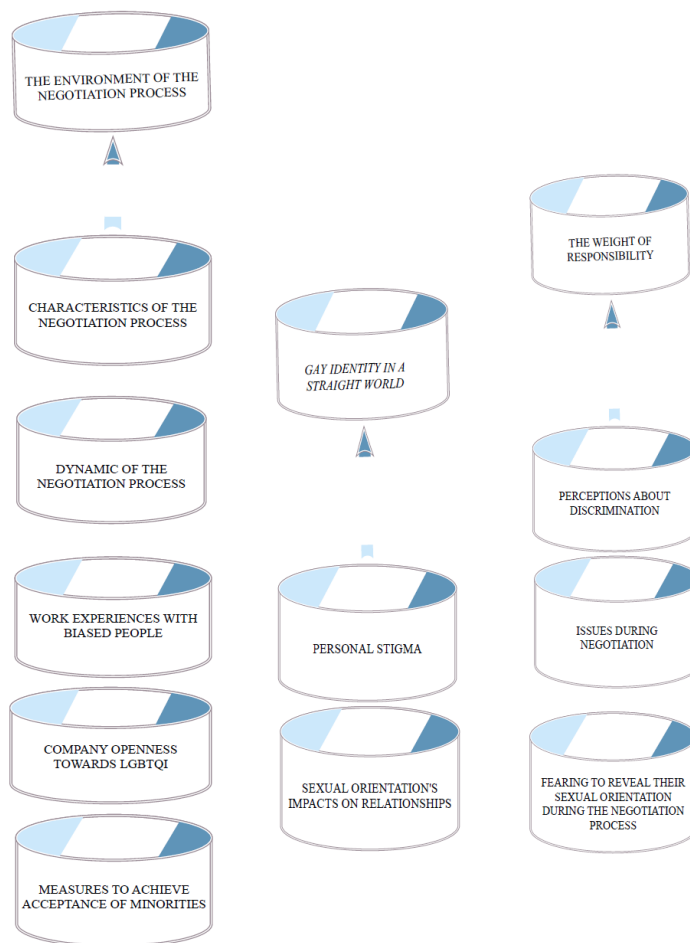 THE ENVIRONMENT OF THE
NEGOTIATION PROCESS
CHARACTERISTICS OF THE
NEGOTIATION PROCESS
DYNAMIC OF THE
NEGOTIATION PROCESS
WORK EXPERIENCES WITH
BIASED PEOPLE
COMPANY OPENNESS
TOWARDS LGBTQI
MEASURES TO ACHIEVE
ACCEPTANCE OF MINORITIES
GAY IDENTITY IN A
STRAIGHT WORLD
PERSONAL STIGMA
SEXUAL ORIENTATION'S
IMPACTS ON RELATIONSHIPS
THE WEIGHT OF
RESPONSIBILITY
PERCEPTIONS ABOUT
DISCRIMINATION
ISSUES DURING
NEGOTIATION
FEARING TO REVEAL THEIR
SEXUAL ORIENTATION
DURING THE NEGOTIATION
PROCESS